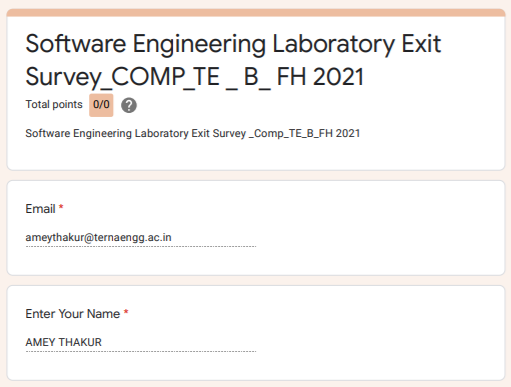 Software Engineering Laboratory Exit
Survey_COMP_TE _ B_ FH 2021
Total points 0/0 ?
Software Engineering Laboratory Exit Survey _Comp_TE_B_FH 2021
Email *
ameythakur@ternaengg.ac.in
Enter Your Name *
AMEY THAKUR